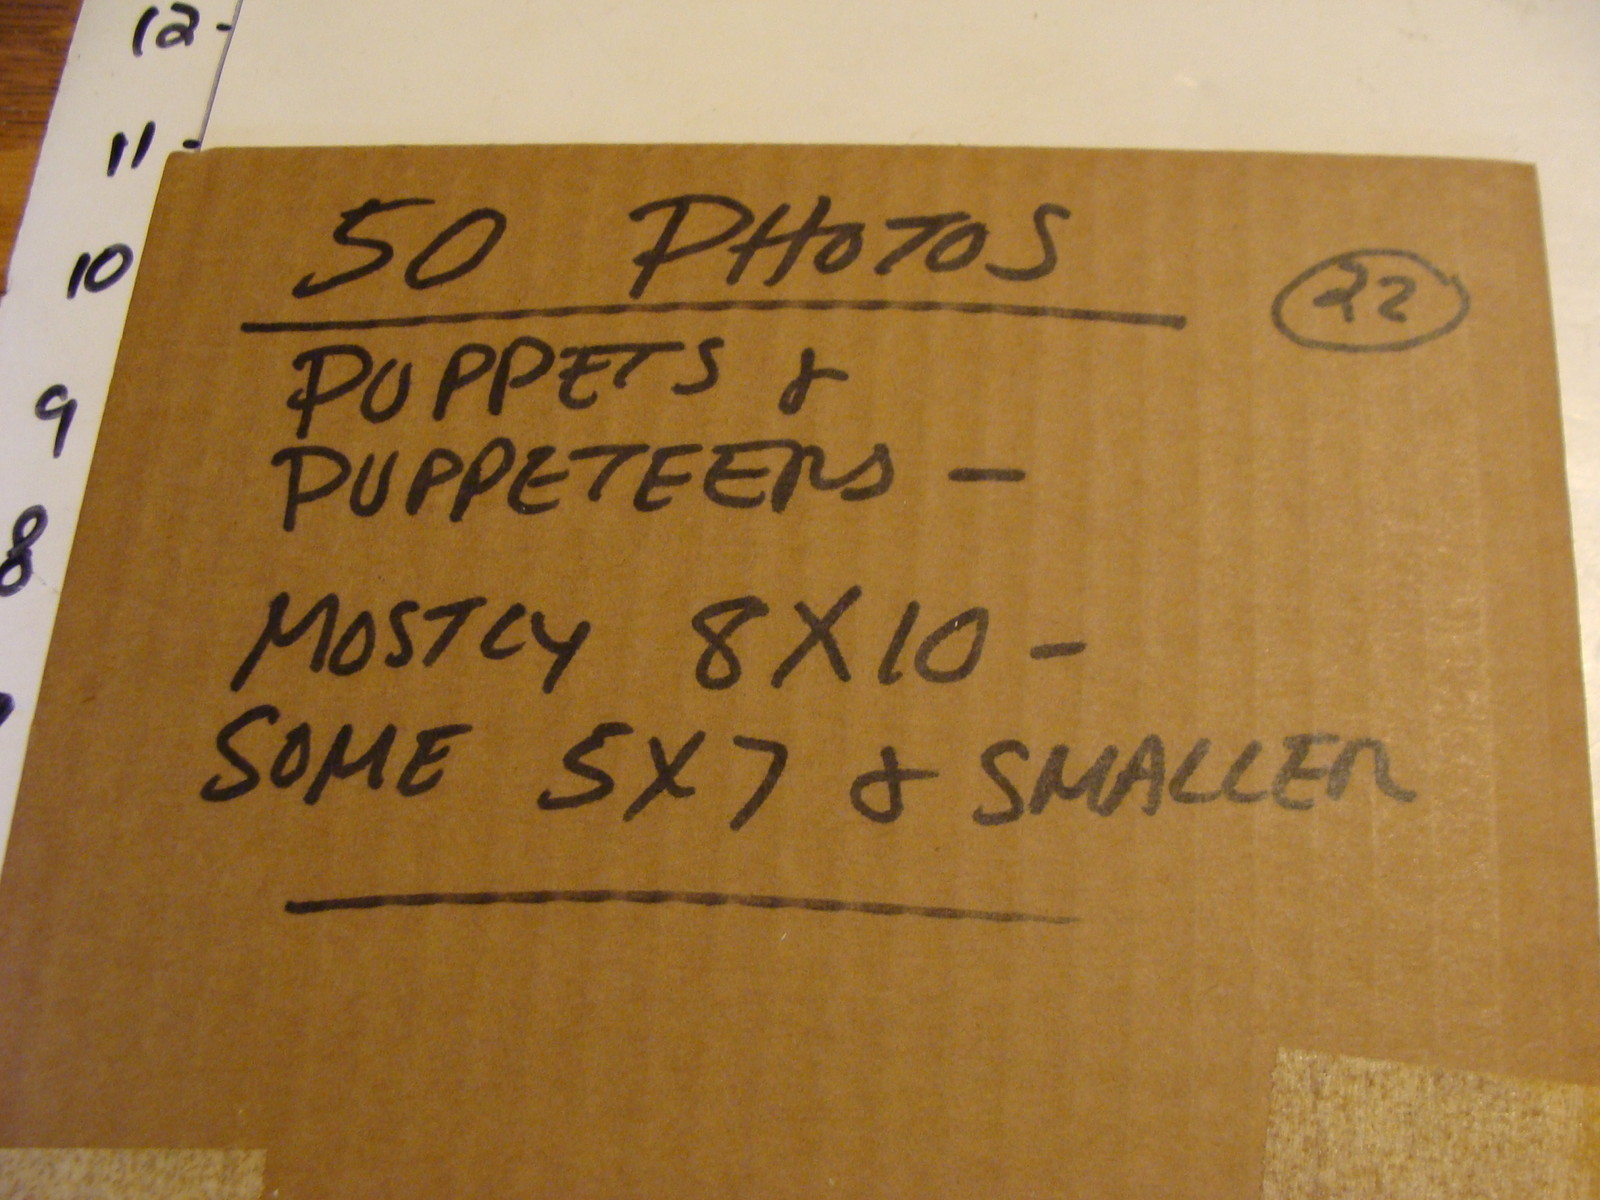 12-
11-
10
9
8
50 PHOTOS
22
PUPPETS &
PUPPETEERS -
MOSTLY 8X10 -
SOME 5X7 & SMALLER